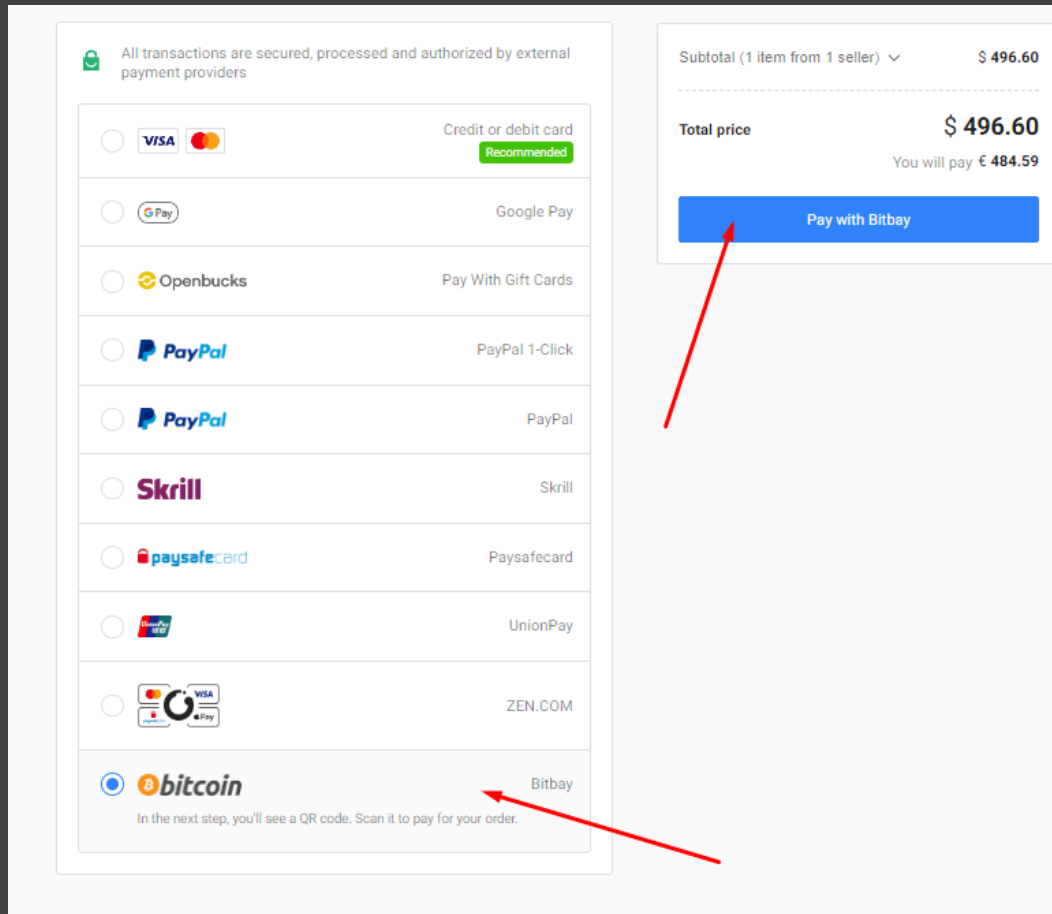 All transactions are secured, processed and authorized by external
payment providers
VISA
Credit or debit card
Recommended
G Pay
Google Pay
Openbucks
Pay With Gift Cards
PayPal
PayPal 1-Click
PayPal
PayPal
Skrill
Skrill
paysafecard
Paysafecard
UnionPay
UnionPay
VISA
Pay
ZEN.COM
bitcoin
Bitbay
In the next step, you'll see a QR code. Scan it to pay for your order.
Subtotal (1 item from 1 seller)
$ 496.60
Total price
$ 496.60
You will pay € 484.59
Pay with Bitbay